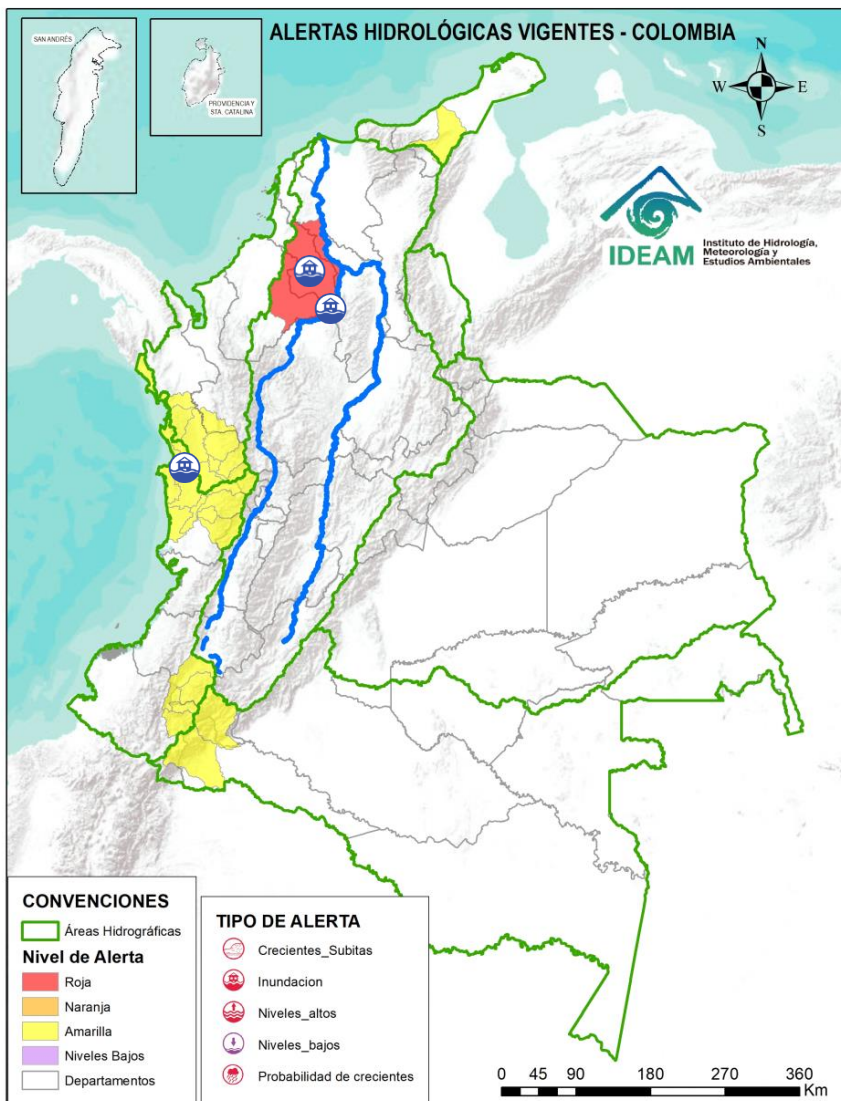 ALERTAS HIDROLÓGICAS VIGENTES - COLOMBIA
SAN ANDRÉS
PROVIDENCIA Y
STA. CATALINA
N
W
E
S
IDEAM
Instituto de Hidrología,
Meteorología y
Estudios Ambientales
CONVENCIONES
Áreas Hidrográficas
Nivel de Alerta
Roja
Naranja
Amarilla
Niveles Bajos
Departamentos
TIPO DE ALERTA
Crecientes_Subitas
Inundacion
Niveles_altos
Niveles_bajos
Probabilidad de crecientes
0 45 90 180 270 360
Km